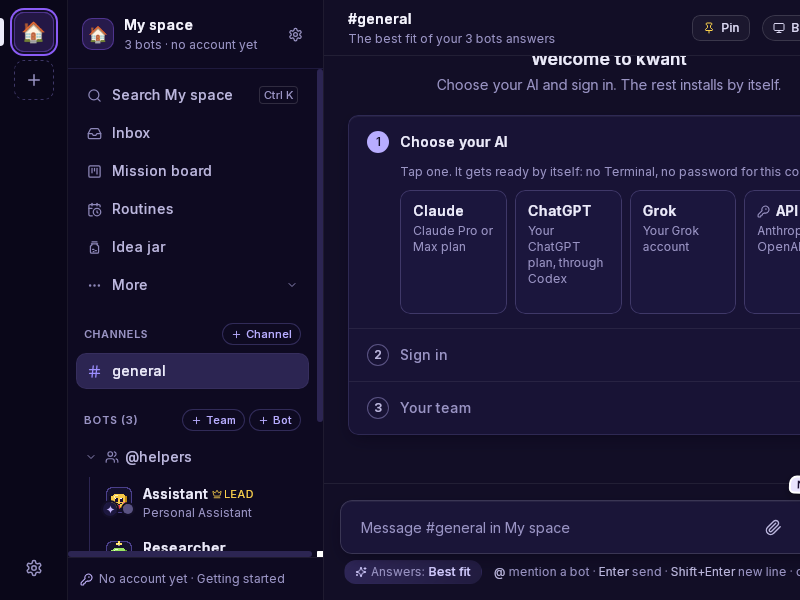 My space
3 bots · no account yet
Search My space
Ctrl K
Inbox
Mission board
Routines
Idea jar
More
CHANNELS
+ Channel
# general
BOTS (3)
+ Team
+ Bot
@helpers
Assistant
LEAD
Personal Assistant
Researcher
No account yet · Getting started
#general
The best fit of your 3 bots answers
Pin
Welcome to kwant
Choose your AI and sign in. The rest installs by itself.
1
Choose your AI
Tap one. It gets ready by itself: no Terminal, no password for this
Claude
Claude Pro or
Max plan
ChatGPT
Your
ChatGPT
plan, through
Codex
Grok
Your Grok
account
API
2
Sign in
3
Your team
Message #general in My space
Answers: Best fit
@ mention a bot · Enter send · Shift+Enter new line ·